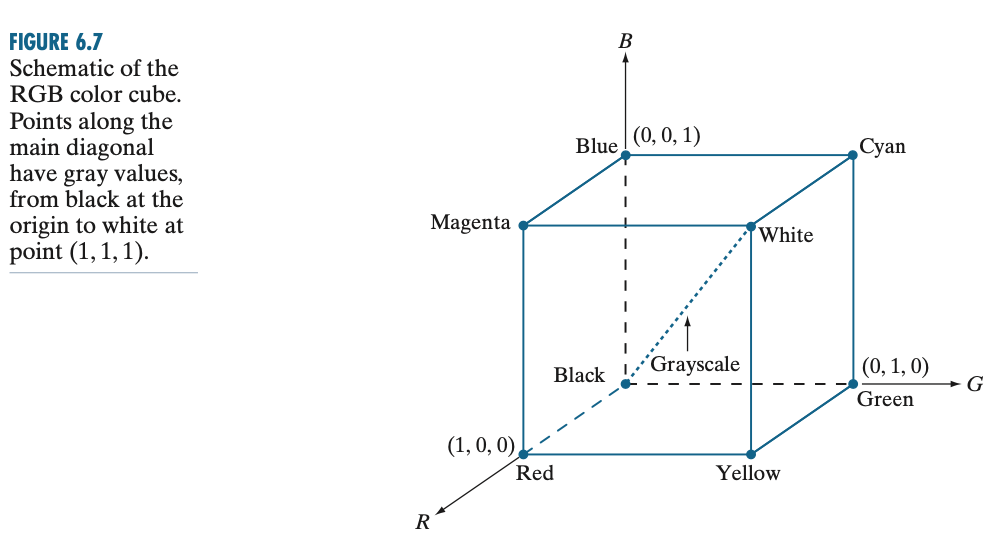 FIGURE 6.7
Schematic of the
RGB color cube.
Points along the
main diagonal
have gray values,
from black at the
origin to white at
point (1, 1, 1).
B
(0, 0, 1)
Blue
Cyan
Magenta
White
Grayscale
Black
(0, 1, 0)
G
Green
(1, 0, 0)
Red
Yellow
R